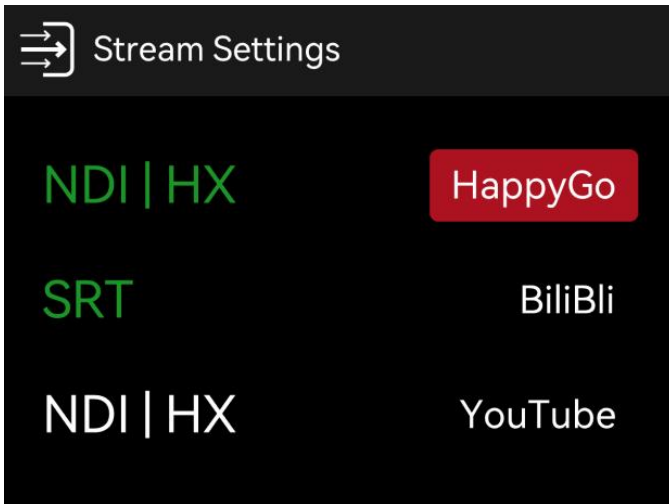 Stream Settings
NDI | HX HappyGo
SRT BiliBli
NDI | HX YouTube